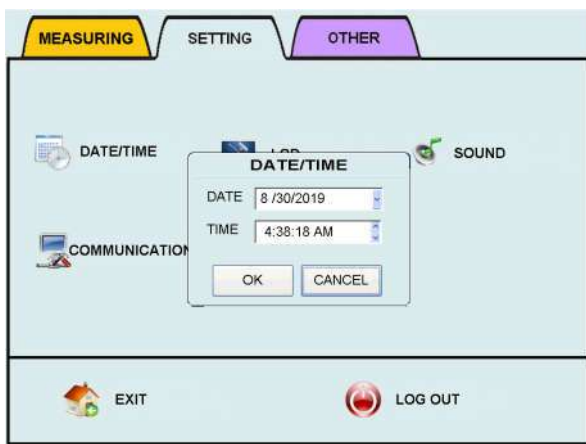 MEASURING
SETTING
OTHER
DATE/TIME
SOUND
DATE/TIME
DATE 8 /30/2019
TIME 4:38:18 AM
COMMUNICATION
OK
CANCEL
EXIT
LOG OUT